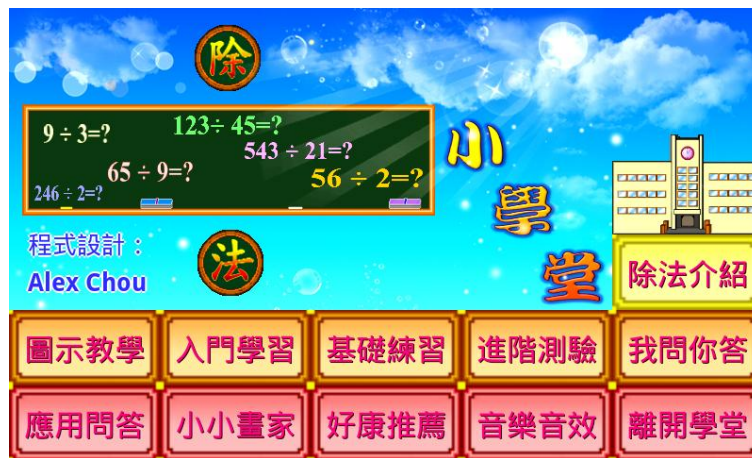 除
9 ÷ 3=?
123÷ 45=?
543 ÷ 21=?
65 ÷ 9=?
56 ÷ 2=?
246 ÷ 2=?
法
小
學
堂
程式設計：
Alex Chou
除法介紹
圖示教學 入門學習 基礎練習 進階測驗 我問你答
應用問答 小小畫家 好康推薦 音樂音效 離開學堂